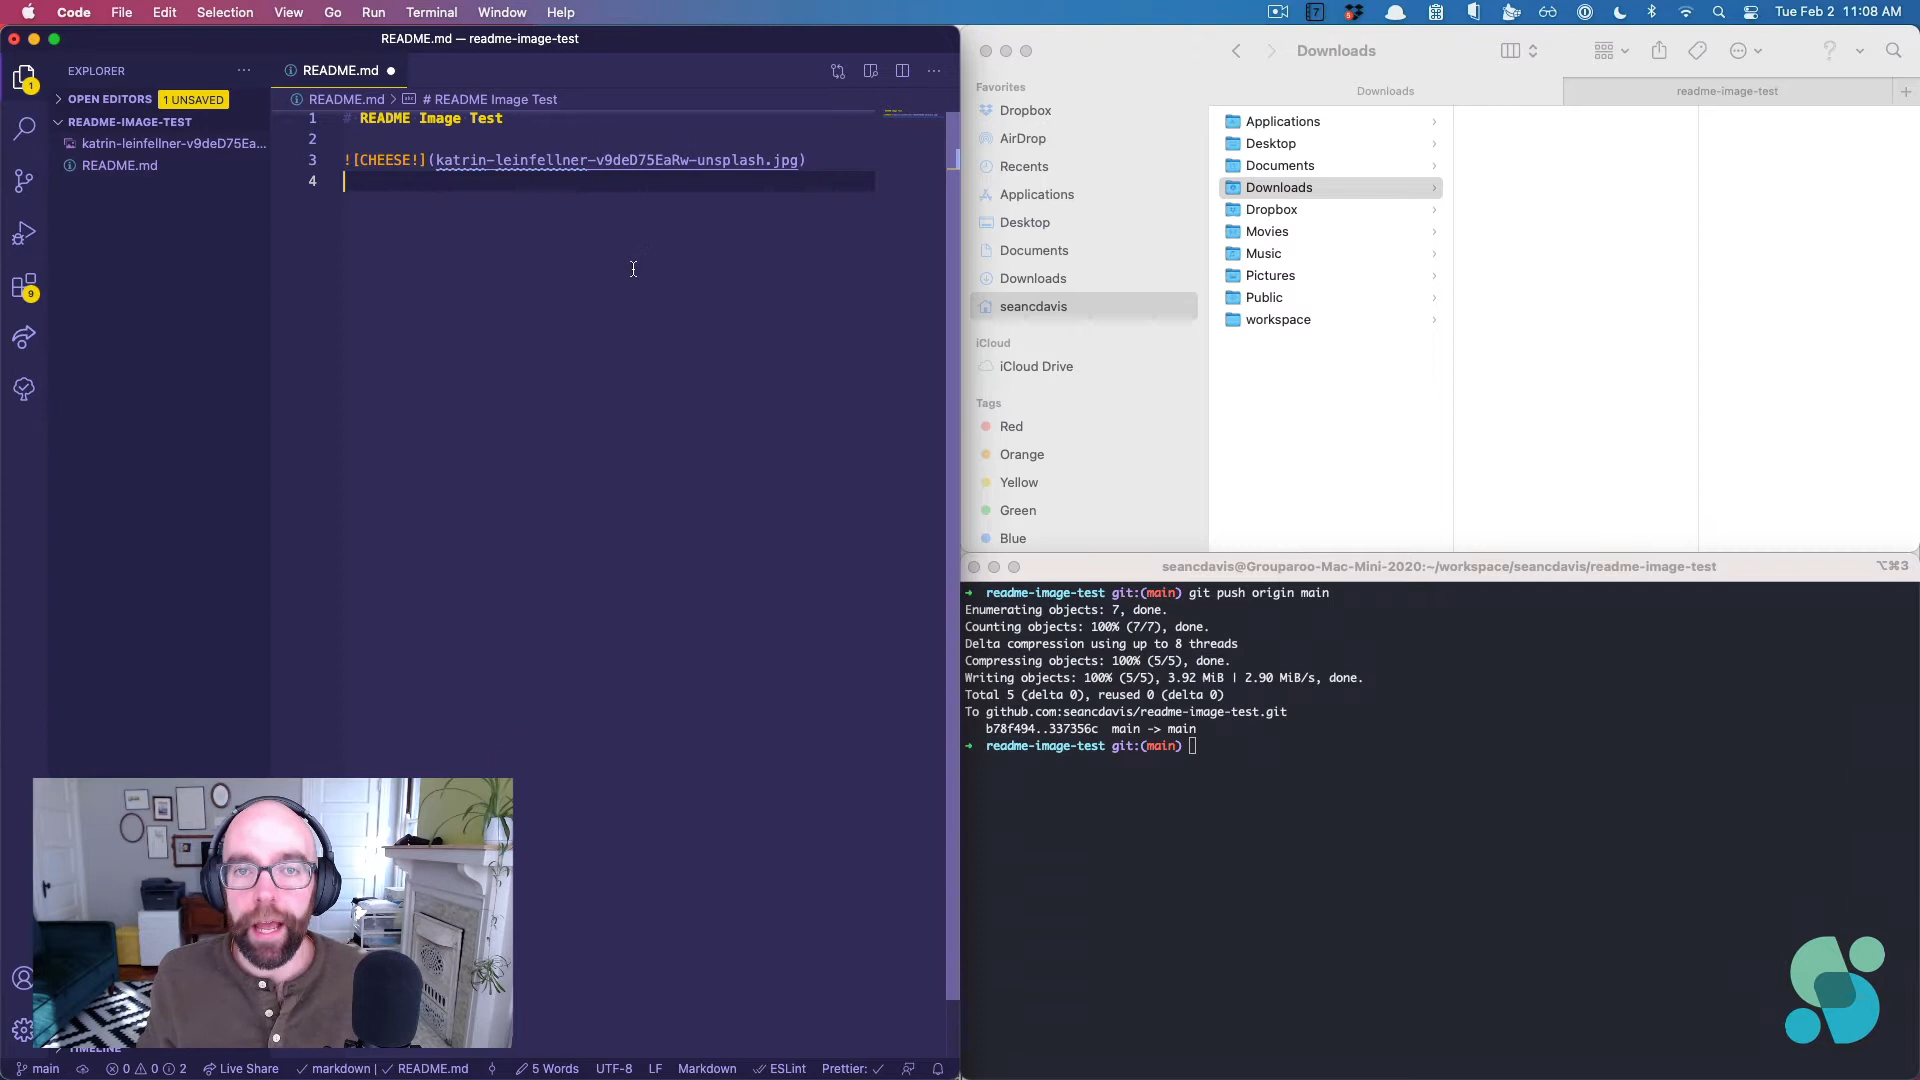 Code File Edit Selection View Go Run Terminal Window Help
7
5
Tue Feb 2 11:08 AM
README.md — readme-image-test
EXPLORER
1
OPEN EDITORS 1 UNSAVED
README-IMAGE-TEST
katrin-leinfellner-v9deD75Ea...
README.md
9
README.md
README.md > # README Image Test
1 # README Image Test
2
3 ![CHEESE!](katrin-leinfellner-v9deD75EaRw-unsplash.jpg)
4
TIMELINE
main 0 0 2 Live Share markdown | README.md 5 Words UTF-8 LF Markdown ESLint Prettier:
Downloads
Downloads
readme-image-test
Favorites
Dropbox
AirDrop
Recents
Applications
Desktop
Documents
Downloads
seancdavis
iCloud
iCloud Drive
Tags
Red
Orange
Yellow
Green
Blue
Applications
Desktop
Documents
Downloads
Dropbox
Movies
Music
Pictures
Public
workspace
seancdavis@Grouparoo-Mac-Mini-2020:~/workspace/seancdavis/readme-image-test
⌥⌘3
➜ readme-image-test git:(main) git push origin main
Enumerating objects: 7, done.
Counting objects: 100% (7/7), done.
Delta compression using up to 8 threads
Compressing objects: 100% (5/5), done.
Writing objects: 100% (5/5), 3.92 MiB | 2.90 MiB/s, done.
Total 5 (delta 0), reused 0 (delta 0)
To github.com:seancdavis/readme-image-test.git
b78f494..337356c main -> main
➜ readme-image-test git:(main)